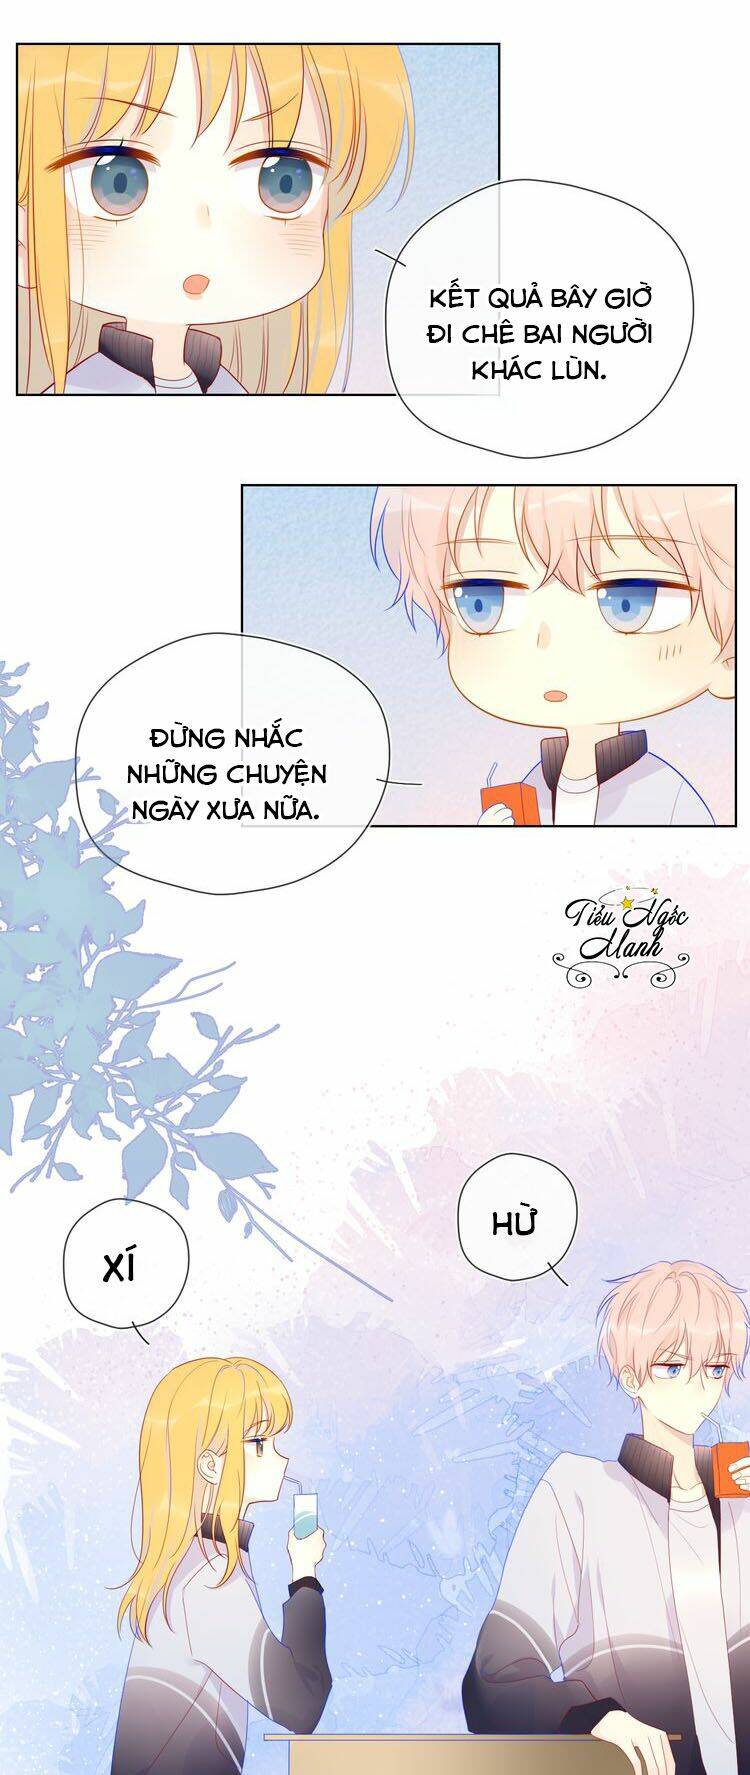 KẾT QUẢ BÂY GIỜ
ĐI CHÊ BAI NGƯỜI
KHÁC LÙN.
ĐỪNG NHẮC
NHỮNG CHUYỆN
NGÀY XƯA NỮA.
Tiểu Ngốc
Manh
HỪ
XÍ